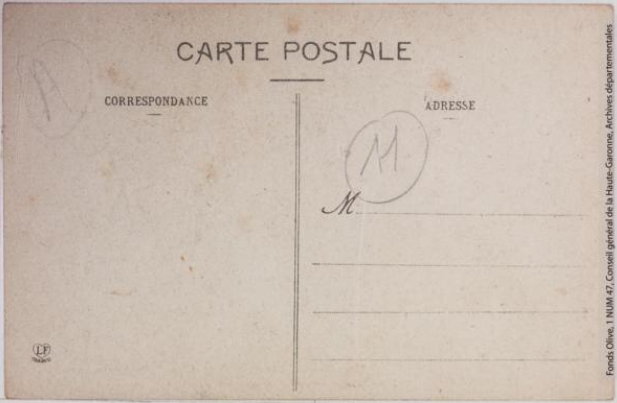 CARTE POSTALE
CORRESPONDANCE
ADRESSE
11
M
LF
Fonds Olive, 1 NUM 47, Conseil général de la Haute-Garonne, Archives départementales